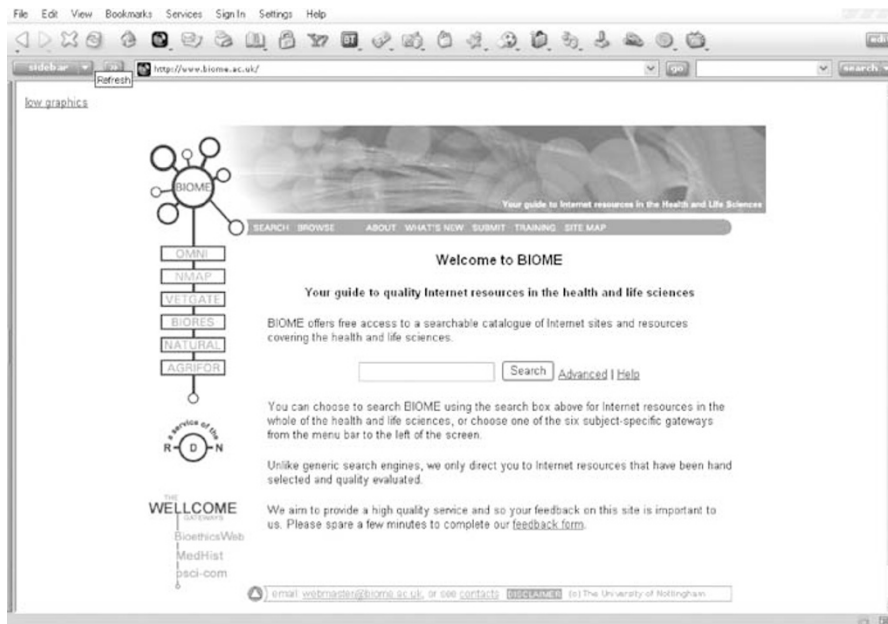 File Edit View Bookmarks Services Sign In Settings Help
BT
edit
sidebar
Refresh
http://www.biome.ac.uk/
go
search
low graphics
BIOME
Your guide to Internet resources in the Health and Life Sciences
SEARCH BROWSE ABOUT WHAT'S NEW SUBMIT TRAINING SITE MAP
OMNI
NMAP
VETGATE
BIORES
NATURAL
AGRIFOR
Welcome to BIOME
Your guide to quality Internet resources in the health and life sciences
BIOME offers free access to a searchable catalogue of Internet sites and resources
covering the health and life sciences.
Search Advanced | Help
You can choose to search BIOME using the search box above for Internet resources in the
whole of the health and life sciences, or choose one of the six subject-specific gateways
from the menu bar to the left of the screen.
Unlike generic search engines, we only direct you to Internet resources that have been hand
selected and quality evaluated.
We aim to provide a high quality service and so your feedback on this site is important to
us. Please spare a few minutes to complete our feedback form.
a service of the
R D N
THE
WELLCOME
GATEWAYS
BioethicsWeb
MedHist
psci-com
email webmaster@biome.ac.uk, or see contacts DISCLAIMER (c) The University of Nottingham